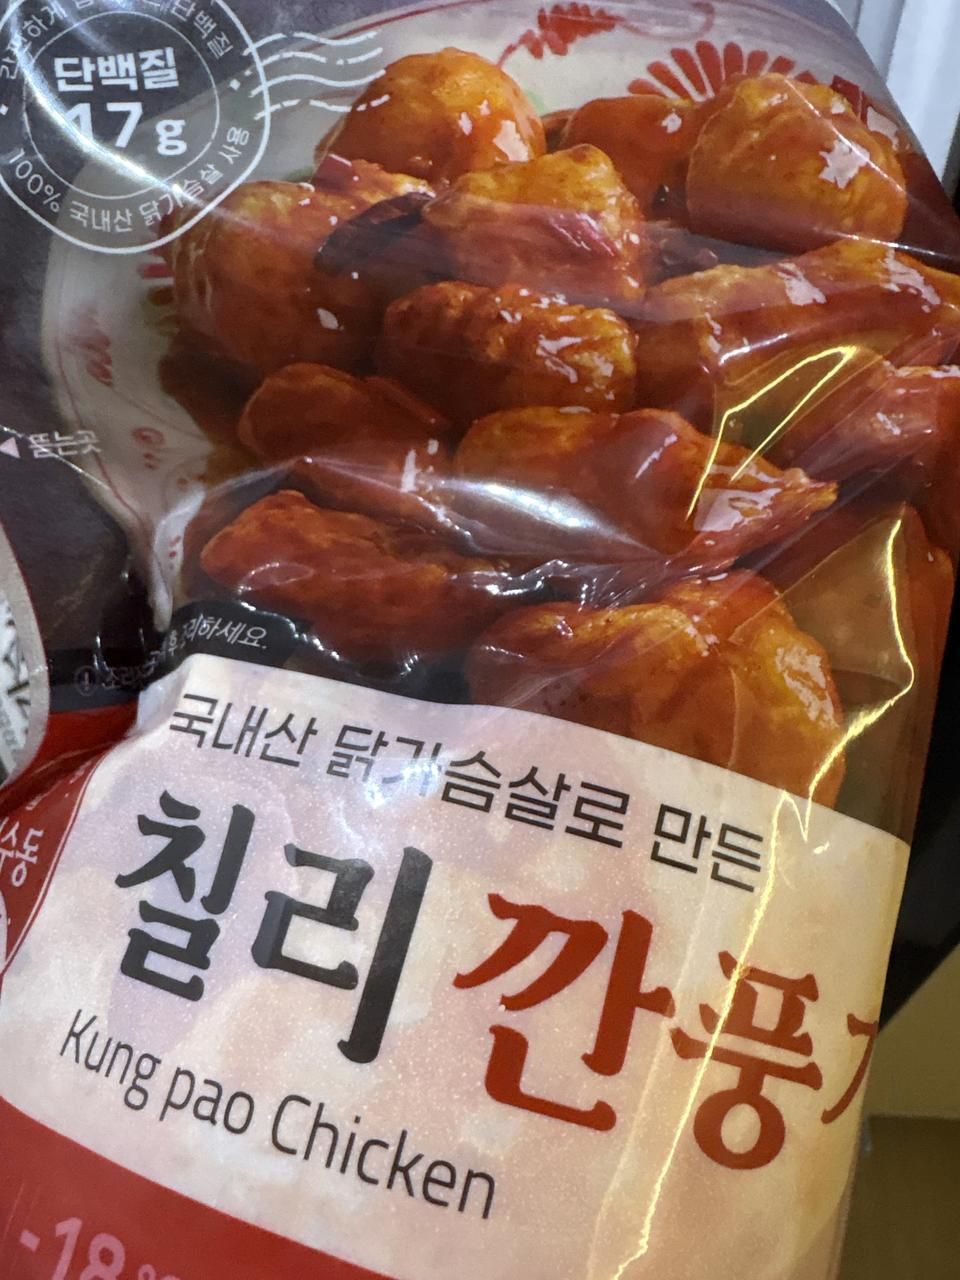 단백질
17g
100% 국내산 닭가슴살 사용
뜯는곳
국내산 닭가슴살로 만든
칠리 깐풍
Kung pao Chicken
-18